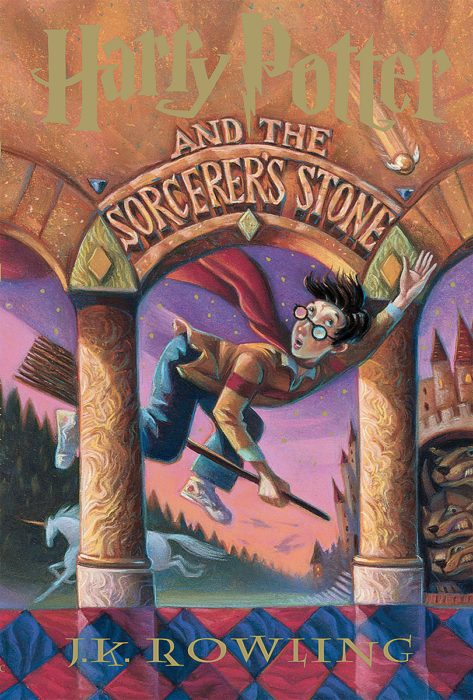 Harry Potter
AND THE
SORCERER'S STONE
J.K. ROWLING